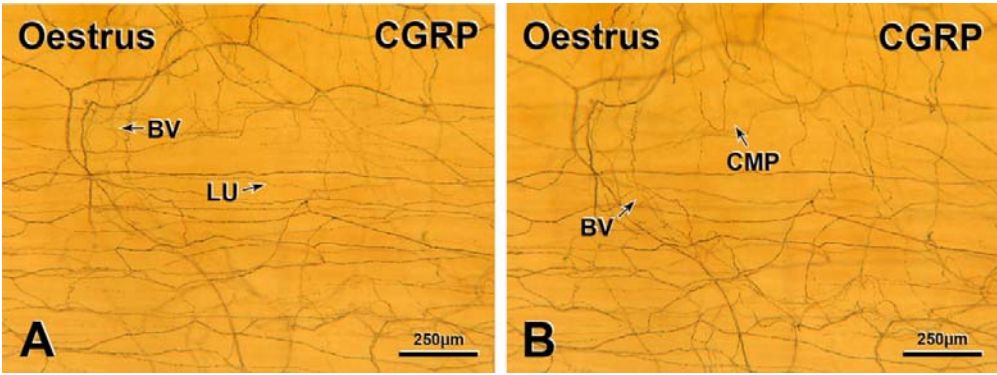 Oestrus CGRP
BV
LU
A 250µm
Oestrus CGRP
CMP
BV
B 250µm